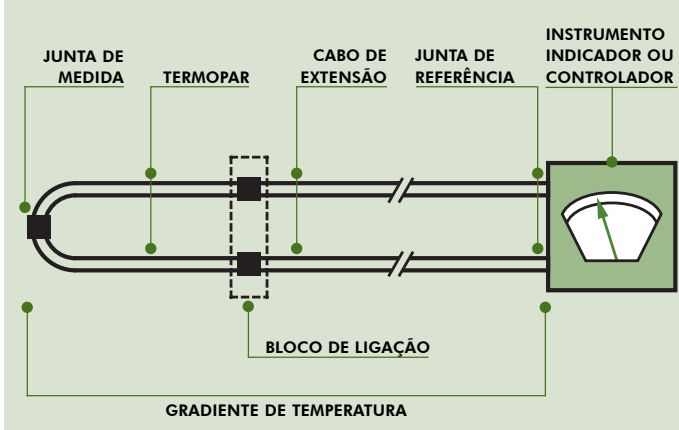 JUNTA DE
MEDIDA
TERMOPAR
CABO DE
EXTENSÃO
JUNTA DE
REFERÊNCIA
INSTRUMENTO
INDICADOR OU
CONTROLADOR
BLOCO DE LIGAÇÃO
GRADIENTE DE TEMPERATURA